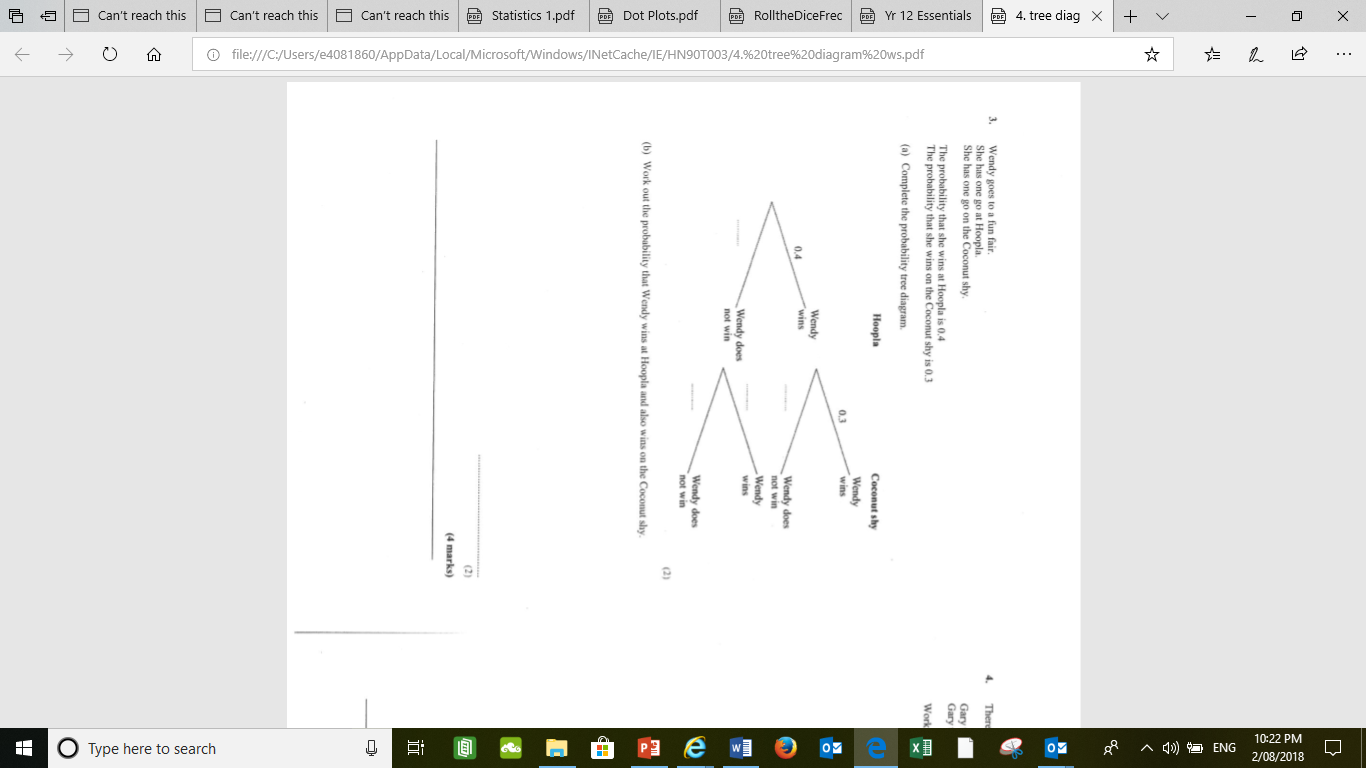 Can't reach this
Can't reach this
Can't reach this
Statistics 1.pdf
Dot Plots.pdf
RolltheDiceFrec
Yr 12 Essentials
4. tree diag
file:///C:/Users/e4081860/AppData/Local/Microsoft/Windows/INetCache/IE/HN90T003/4.%20tree%20diagram%20ws.pdf
3. Wendy goes to a fun fair.
She has one go at Hoopla.
She has one go on the Coconut shy.
The probability that she wins at Hoopla is 0.4
The probability that she wins on the Coconut shy is 0.3
(a) Complete the probability tree diagram.
Hoopla
Coconut shy
0.4
Wendy
wins
Wendy does
not win
0.3
Wendy
wins
Wendy does
not win
Wendy
wins
Wendy does
not win
(2)
(b) Work out the probability that Wendy wins at Hoopla and also wins on the Coconut shy.
(2)
(4 marks)
4. There
Gary
Gary
Work
Type here to search
ENG
10:22 PM
2/08/2018